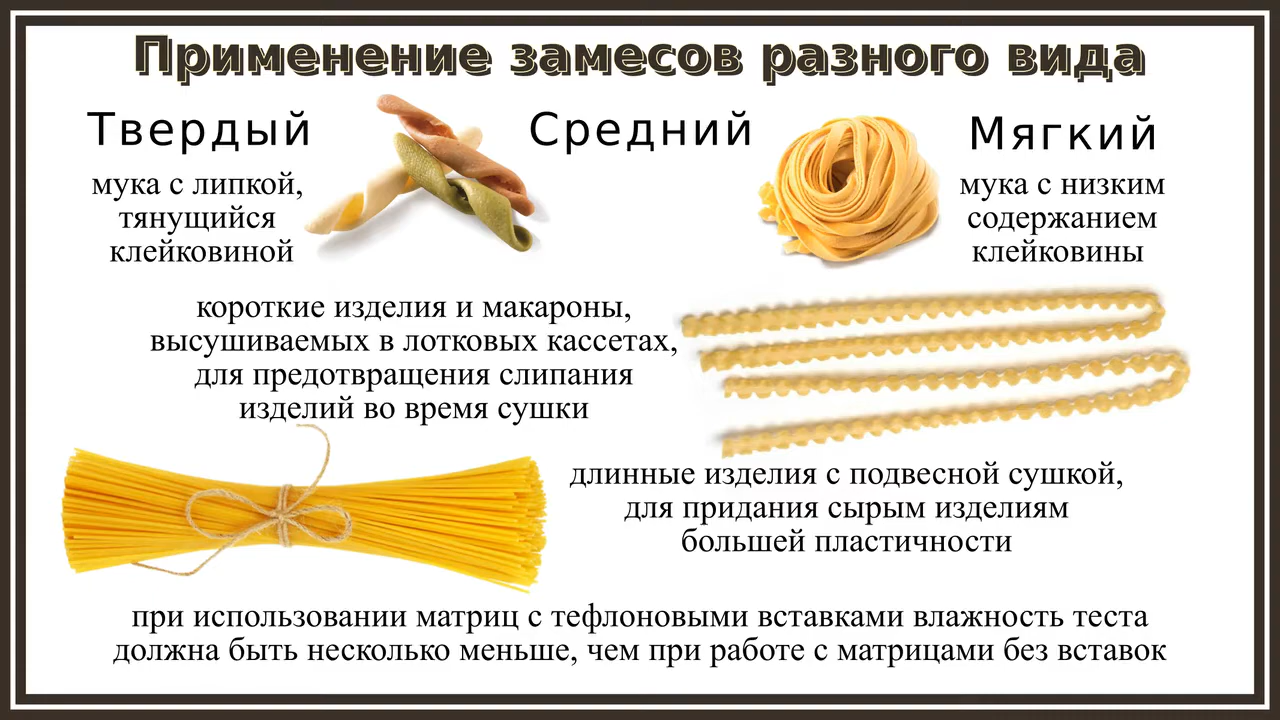 Применение замесов разного вида
Твердый
мука с липкой,
тянущийся
клейковиной
Средний
Мягкий
мука с низким
содержанием
клейковины
короткие изделия и макароны,
высушиваемых в лотковых кассетах,
для предотвращения слипания
изделий во время сушки
длинные изделия с подвесной сушкой,
для придания сырым изделиям
большей пластичности
при использовании матриц с тефлоновыми вставками влажность теста
должна быть несколько меньше, чем при работе с матрицами без вставок